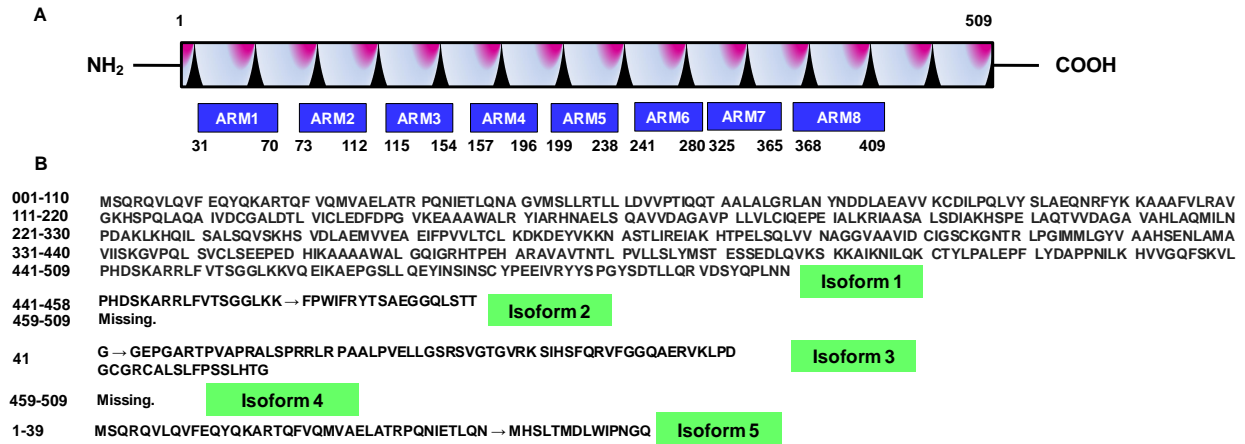 A
1 509
NH2 COOH
ARM1 ARM2 ARM3 ARM4 ARM5 ARM6 ARM7 ARM8
31 70 73 112 115 154 157 196 199 238 241 280 325 365 368 409
B
001-110 MSQRQVLQVF EQYQKARTQF VQMVAELATR PQNIETLQNA GVMSLLRTLL LDVVPTIQQT AALALGRLAN YNDDLAEAVV KCDILPQLVY SLAEQNRFYK KAAAFVLRAV
111-220 GKHSPQLAQA IVDCGALDTL VICLEDFDPG VKEAAAWALR YIARHNAELS QAVVDAGAVP LLVLCIQEPE IALKRIAASA LSDIAKHSPE LAQTVVDAGA VAHLAQMILN
221-330 PDAKLKHQIL SALSQVSKHS VDLAEMVVEA EIFPVVLTCL KDKDEYVKKN ASTLIREIAK HTPELSQLVV NAGGVAAVID CIGSCKGNTR LPGIMMLGYV AAHSENLAMA
331-440 VIISKGVPQL SVCLSEEPED HIKAAAAWAL GQIGRHTPEH ARAVAVTNTL PVLLSLYMST ESSEDLQVKS KKAIKNILQK CTYLPALEPF LYDAPPNILK HVVGQFSKVL
441-509 PHDSKARRLF VTSGGLKKVQ EIKAEPGSLL QEYINSINSC YPEEIVRYYS PGYSDTLLQR VDSYQPLNN Isoform 1
441-458 PHDSKARRLFVTSGGLKK→FPWIFRYTSAEGGQLSTT
459-509 Missing. Isoform 2
41 G→GEPGARTPVAPRALSPRRLR PAALPVELLGSRSVGTGVRK SIHSFQRVFGGQAERVKLPD
GCGRCALSLFPSSLHTG Isoform 3
459-509 Missing. Isoform 4
1-39 MSQRQVLQVFEQYQKARTQFVQMVAELATRPQNIETLQN→MHSLTMDLWIPNGQ Isoform 5